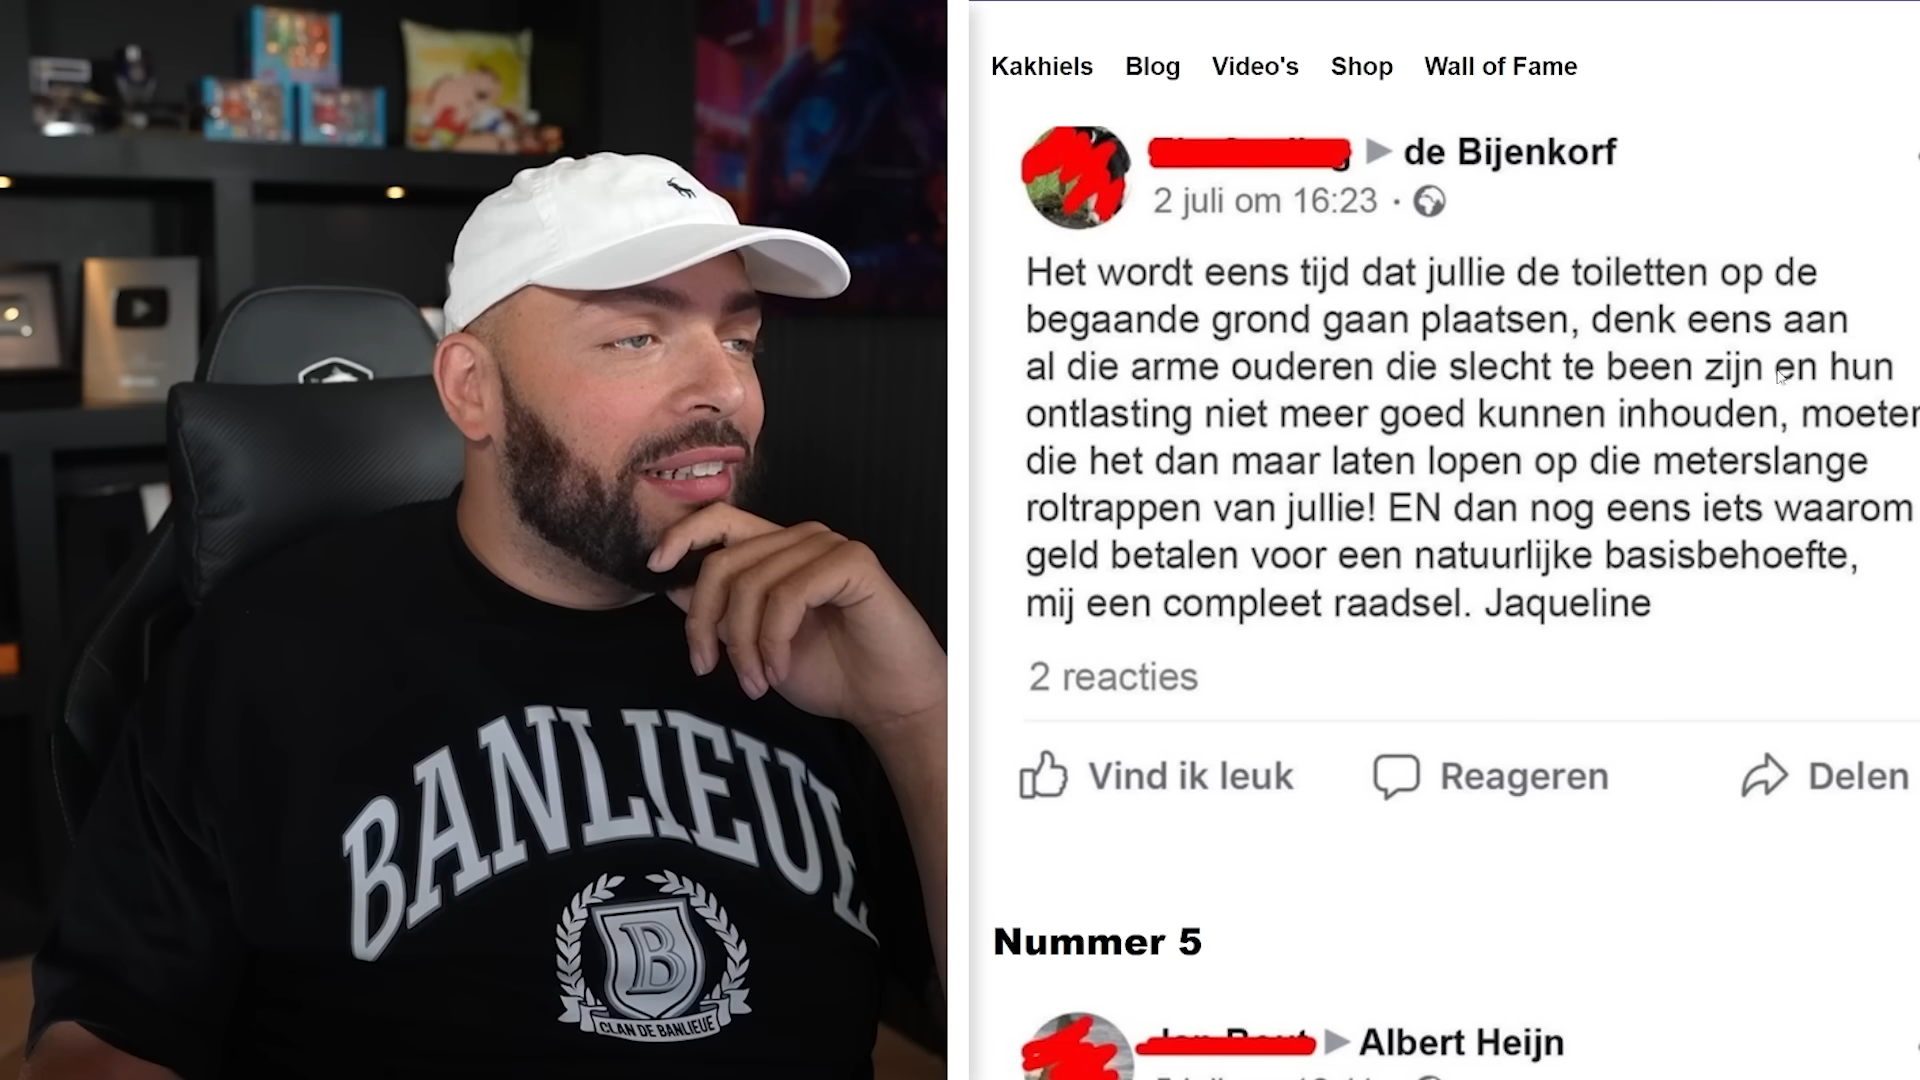 BANLIEUE
B
CLAN DE BANLIEUE
Kakhiels Blog Video's Shop Wall of Fame
de Bijenkorf
2 juli om 16:23 ·
Het wordt eens tijd dat jullie de toiletten op de
begaande grond gaan plaatsen, denk eens aan
al die arme ouderen die slecht te been zijn en hun
ontlasting niet meer goed kunnen inhouden, moeten
die het dan maar laten lopen op die meterslange
roltrappen van jullie! EN dan nog eens iets waarom
geld betalen voor een natuurlijke basisbehoefte,
mij een compleet raadsel. Jaqueline
2 reacties
Vind ik leuk Reageren Delen
Nummer 5
Albert Heijn